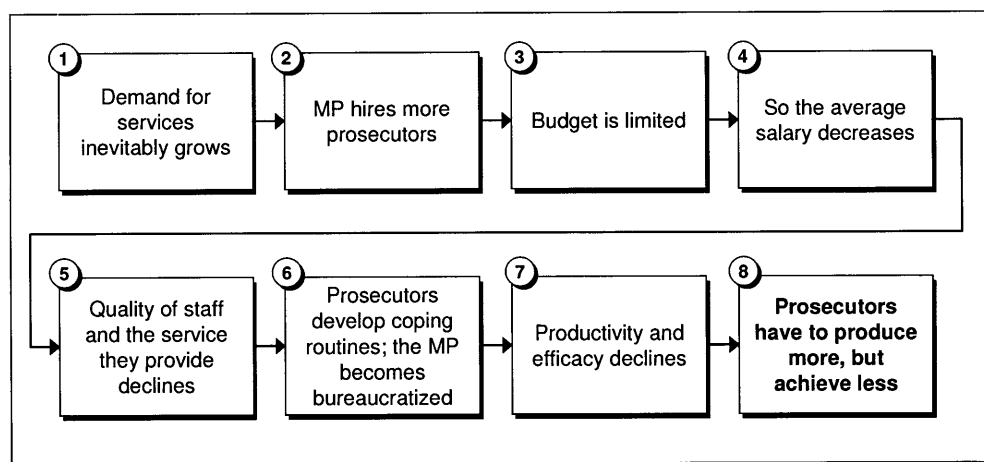 1
Demand for
services
inevitably grows
2
MP hires more
prosecutors
3
Budget is limited
4
So the average
salary decreases
5
Quality of staff
and the service
they provide
declines
6
Prosecutors
develop coping
routines; the MP
becomes
bureaucratized
7
Productivity and
efficacy declines
8
Prosecutors
have to produce
more, but
achieve less